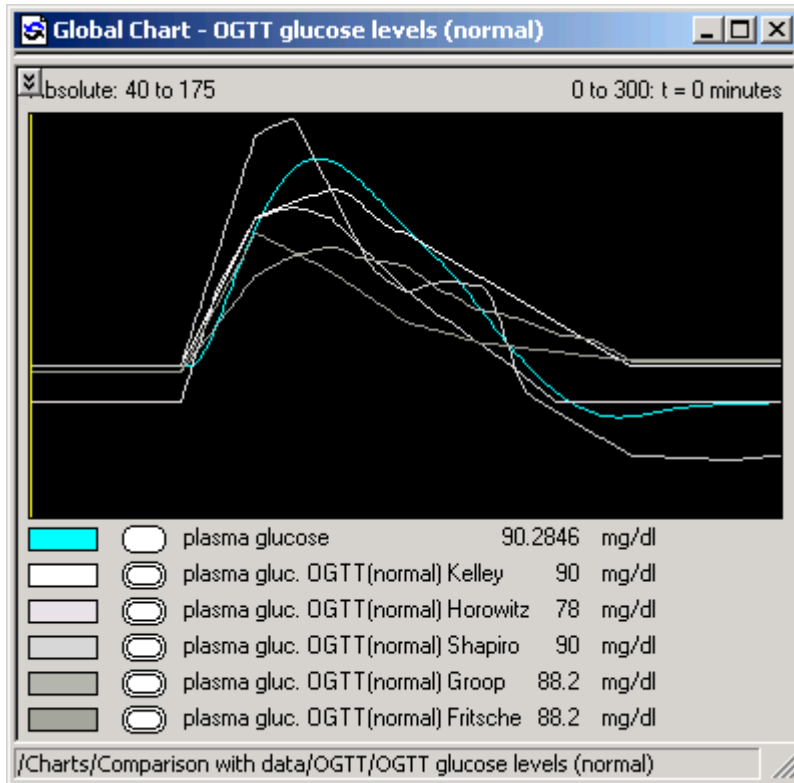 Global Chart - OGTT glucose levels (normal)
Absolute: 40 to 175 0 to 300: t = 0 minutes
plasma glucose 90.2846 mg/dl
plasma gluc. OGTT(normal) Kelley 90 mg/dl
plasma gluc. OGTT(normal) Horowitz 78 mg/dl
plasma gluc. OGTT(normal) Shapiro 90 mg/dl
plasma gluc. OGTT(normal) Groop 88.2 mg/dl
plasma gluc. OGTT(normal) Fritsche 88.2 mg/dl
/Charts/Comparison with data/OGTT/OGTT glucose levels (normal)